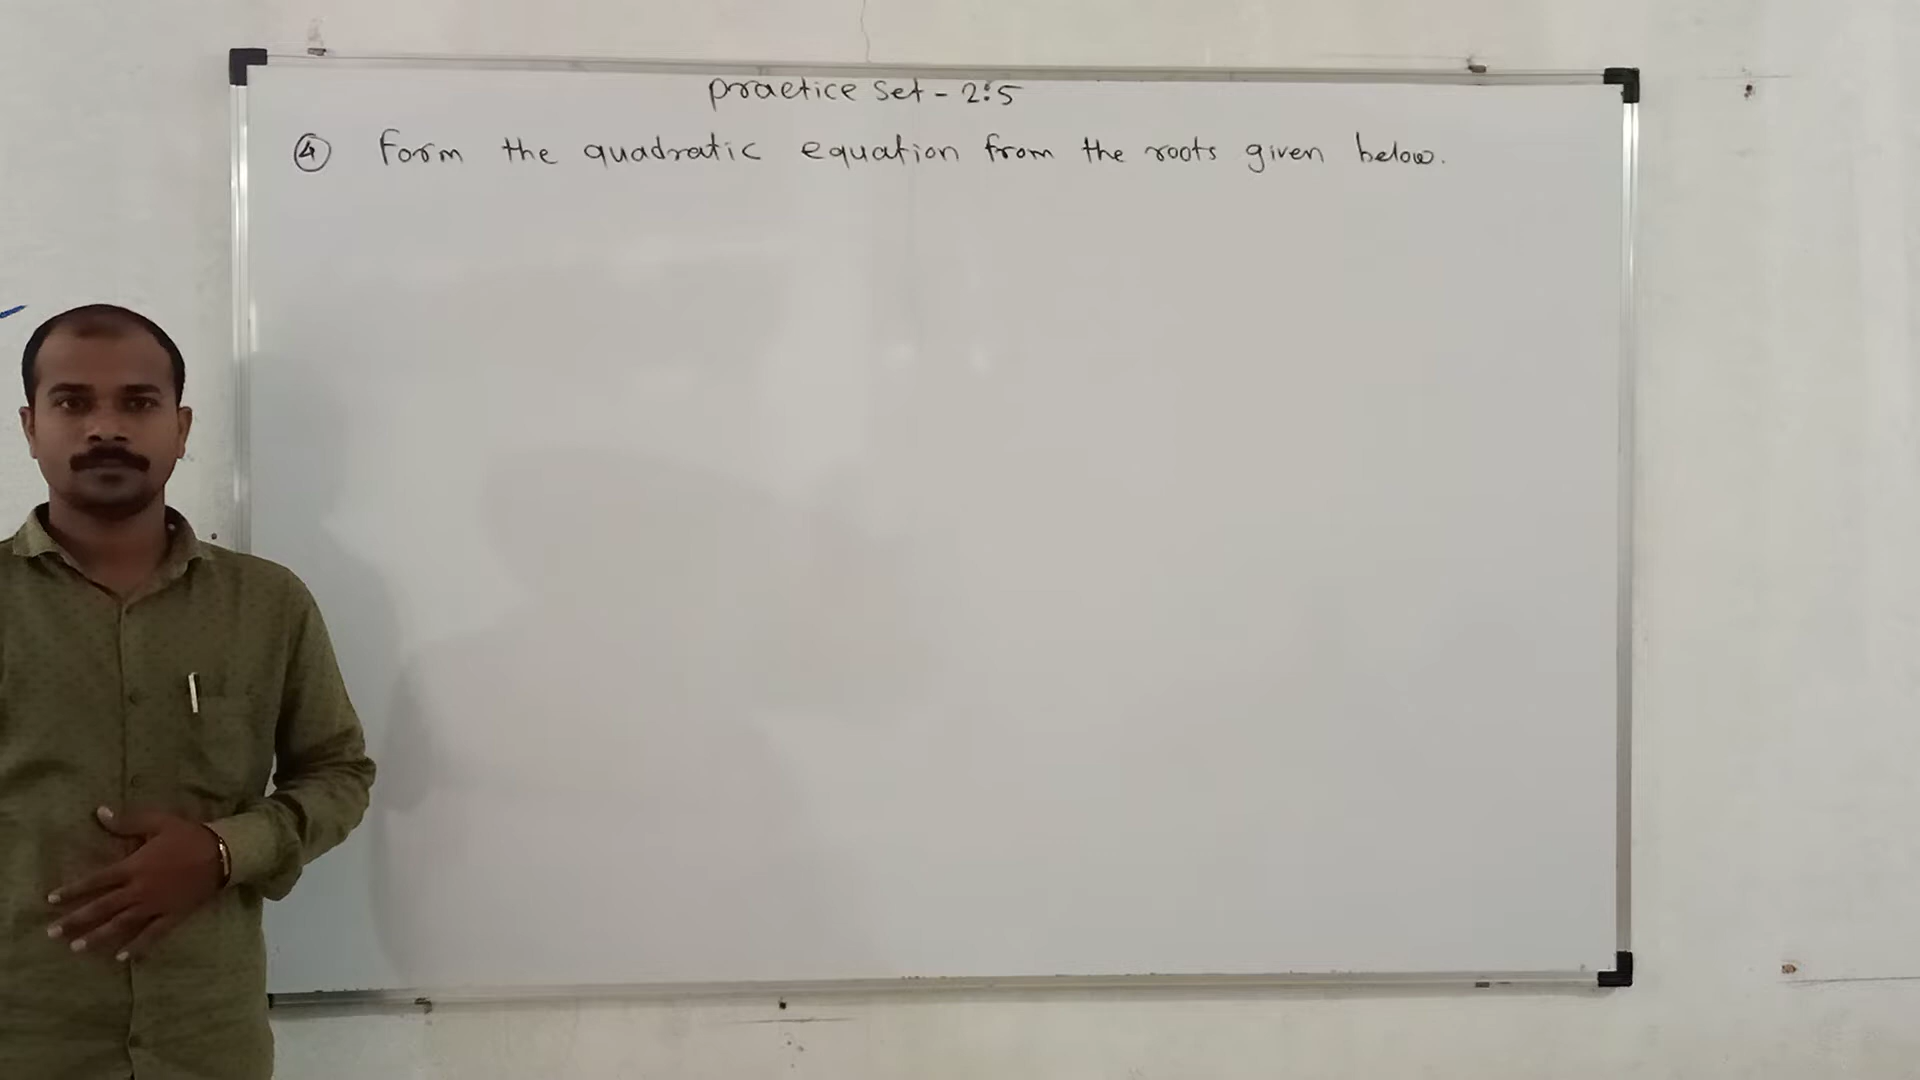 practice Set - 2:5
④ Form the quadratic equation from the roots given below.